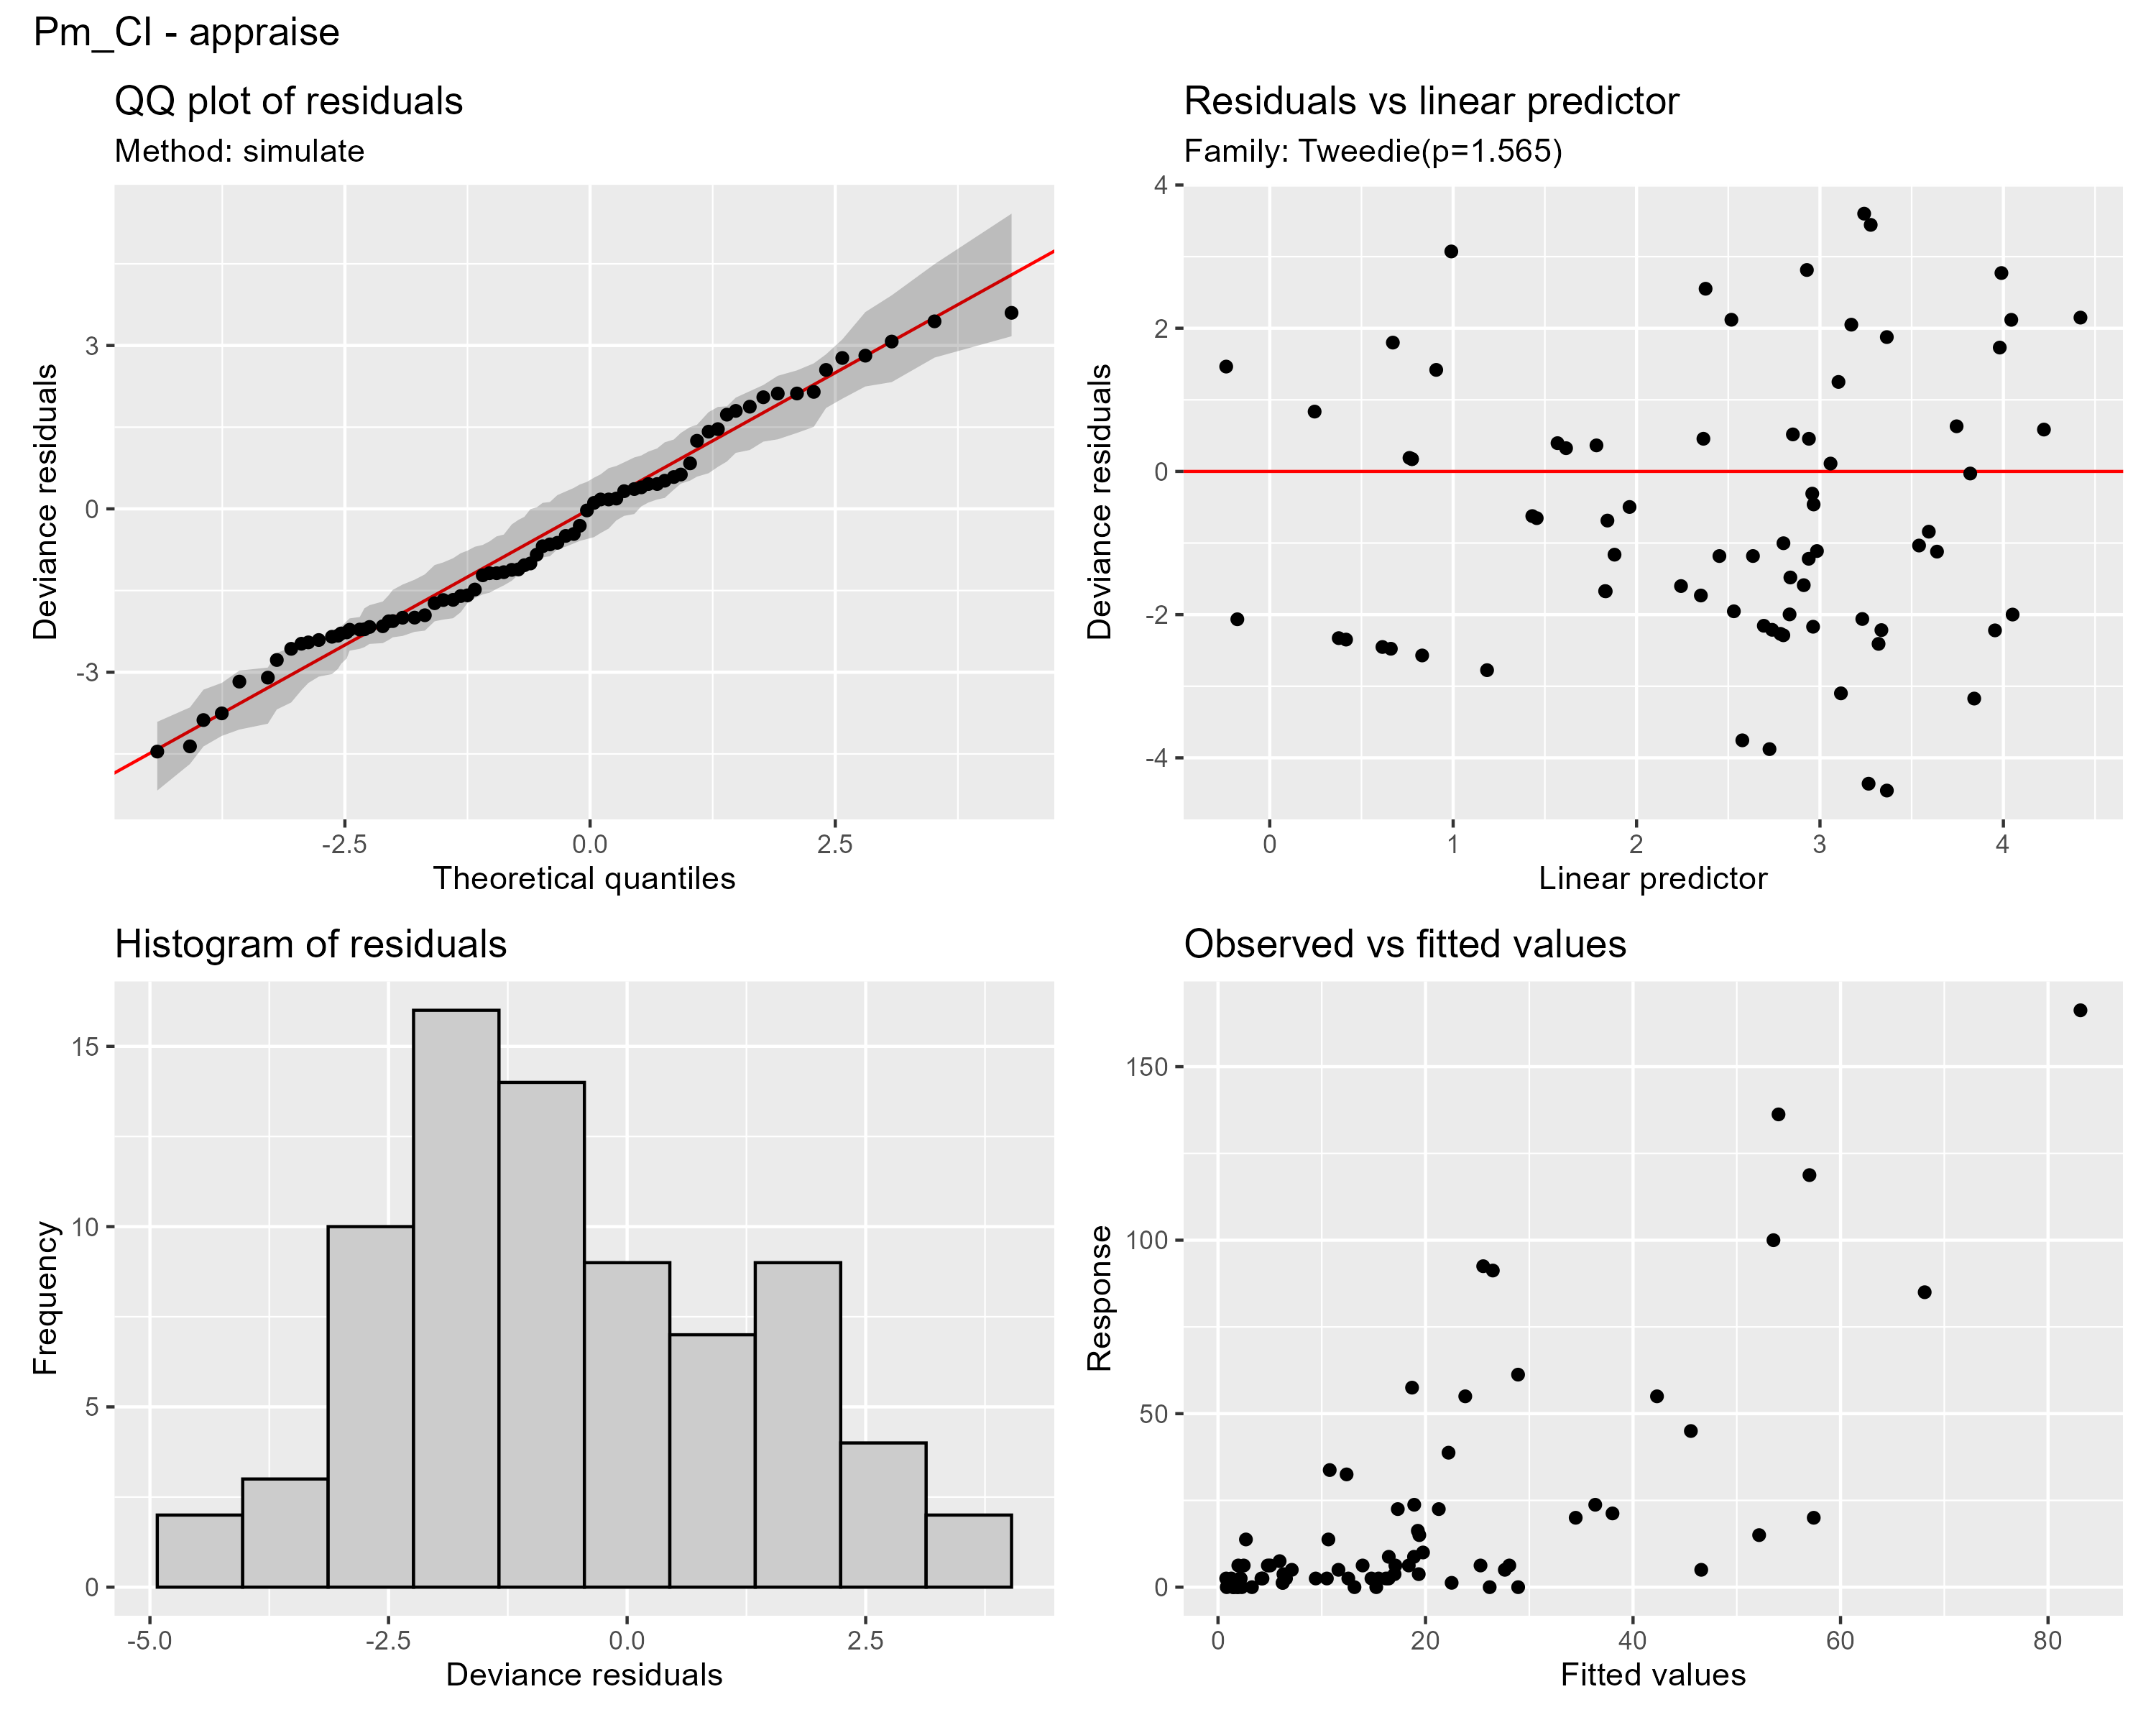 Pm_CI - appraise
QQ plot of residuals
Method: simulate
3
0
-3
-2.5
0.0
2.5
Deviance residuals
Theoretical quantiles
Residuals vs linear predictor
Family: Tweedie(p=1.565)
4
2
0
-2
-4
0
1
2
3
4
Deviance residuals
Linear predictor
Histogram of residuals
15
10
5
0
-5.0
-2.5
0.0
2.5
Frequency
Deviance residuals
Observed vs fitted values
150
100
50
0
0
20
40
60
80
Response
Fitted values